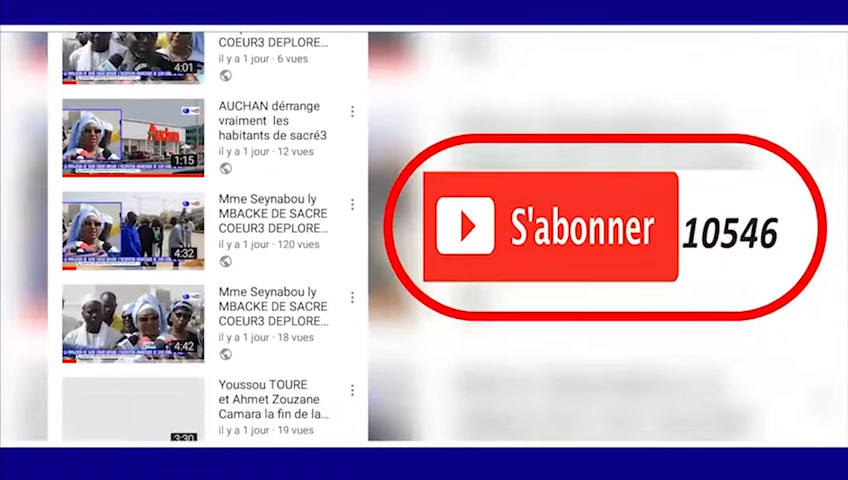 COEUR3 DEPLORE...
il y a 1 jour · 6 vues
4:01
AUCHAN dérrange
vraiment les
habitants de sacré3
il y a 1 jour · 12 vues
Auchan
1:15
Mme Seynabou ly
MBACKE DE SACRE
COEUR3 DEPLORE...
il y a 1 jour · 120 vues
4:32
Mme Seynabou ly
MBACKE DE SACRE
COEUR3 DEPLORE...
il y a 1 jour · 18 vues
4:42
Youssou TOURE
et Ahmet Zouzane
Camara la fin de la...
il y a 1 jour · 19 vues
3:30
S'abonner
10546